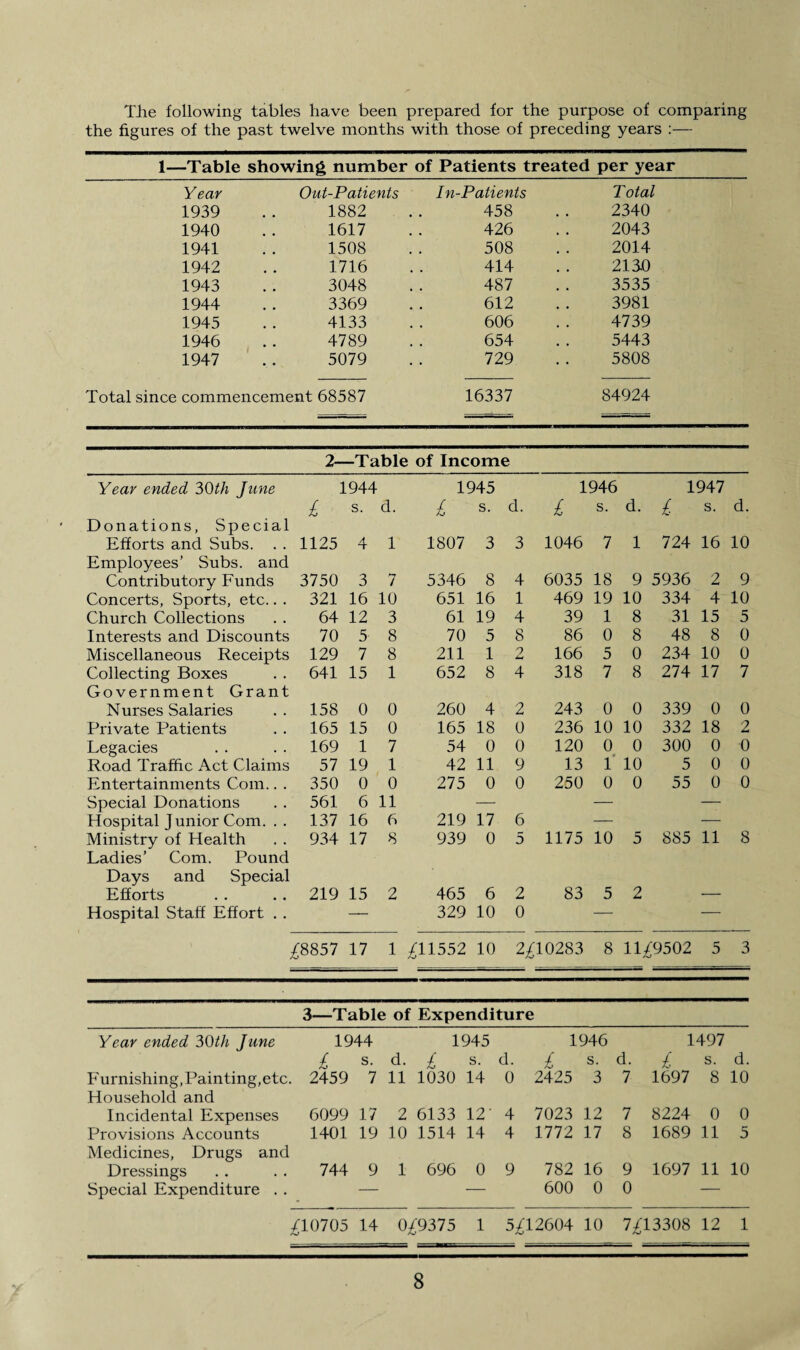 The following tables have been prepared for the purpose of comparing
the figures of the past twelve months with those of preceding years :—
1—Table showing number of Patients treated per year
Year Out-Patients In-Patients Total
1939 .. 1882 .. 458 .. 2340
1940 .. 1617 .. 426 .. 2043
1941 .. 1508 .. 508 .. 2014
1942 .. 1716 .. 414 .. 2130
1943 .. 3048 .. 487 .. 3535
1944 .. 3369 .. 612 .. 3981
1945 .. 4133 .. 606 .. 4739
1946 .. 4789 .. 654 .. 5443
1947 .. 5079 .. 729 .. 5808
Total since commencement 68587 16337 84924
2—Table of Income
Year ended 30th June 1944 1945 1946 1947
£ s. d. £ s. d. £ s. d. £ s. d.
Donations, Special
Efforts and Subs. .. 1125 4 1 1807 3 3 1046 7 1 724 16 10
Employees' Subs. and
Contributory Funds 3750 3 7 5346 8 4 6035 18 9 5936 2 9
Concerts, Sports, etc... 321 16 10 651 16 1 469 19 10 334 4 10
Church Collections .. 64 12 3 61 19 4 39 1 8 31 15 5
Interests and Discounts 70 5 8 70 5 8 86 0 8 48 8 0
Miscellaneous Receipts 129 7 8 211 1 2 166 5 0 234 10 0
Collecting Boxes .. 641 15 1 652 8 4 318 7 8 274 17 7
Government Grant
Nurses Salaries .. 158 0 0 260 4 2 243 0 0 339 0 0
Private Patients .. 165 15 0 165 18 0 236 10 10 332 18 2
Legacies .. .. 169 1 7 54 0 0 120 0 0 300 0 0
Road Traffic Act Claims 57 19 1 42 11 9 13 1 10 5 0 0
Entertainments Com... 350 0 0 275 0 0 250 0 0 55 0 0
Special Donations .. 561 6 11 — — —
Hospital Junior Com. .. 137 16 6 219 17 6 — —
Ministry of Health .. 934 17 8 939 0 5 1175 10 5 885 11 8
Ladies' Com. Pound
Days and Special
Efforts .. .. 219 15 2 465 6 2 83 5 2 —
Hospital Staff Effort .. — 329 10 0 — —
£8857 17 1 £11552 10 2 £10283 8 11 £9502 5 3
3—Table of Expenditure
Year ended 30th June 1944 1945 1946 1497
£ s. d. £ s. d. £ s. d. £ s. d.
Furnishing,Painting,etc. 2459 7 11 1030 14 0 2425 3 7 1697 8 10
Household and
Incidental Expenses 6099 17 2 6133 12 4 7023 12 7 8224 0 0
Provisions Accounts 1401 19 10 1514 14 4 1772 17 8 1689 11 5
Medicines, Drugs and
Dressings .. .. 744 9 1 696 0 9 782 16 9 1697 11 10
Special Expenditure .. — — 600 0 0 —
£10705 14 0 £9375 1 5 £12604 10 7 £13308 12 1
8